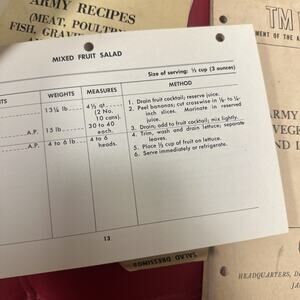 ARMY RECIPES
(MEAT, POULTRY
FISH, GRAVIES
TM
MENT OF THE A
MIXED FRUIT SALAD
Size of serving: ½ cup (3 ounces)
WEIGHTS
MEASURES
METHOD
13¼ lb
4½ qt
(2 No.
10 cans).
A.P.
15 lb
30 to 40
each.
A.P.
4 to 6 lb
4 to 6
heads.
1. Drain fruit cocktail; reserve juice.
2. Peel bananas; cut crosswise in ⅛- to ¼-
inch slices. Marinate in reserved
juice.
3. Drain; add to fruit cocktail; mix lightly.
4. Trim, wash and drain lettuce; separate
leaves.
5. Place ½ cup of fruit on lettuce.
6. Serve immediately or refrigerate.
13
ARMY
HEADQUARTERS, D
SALAD DRESSINGS